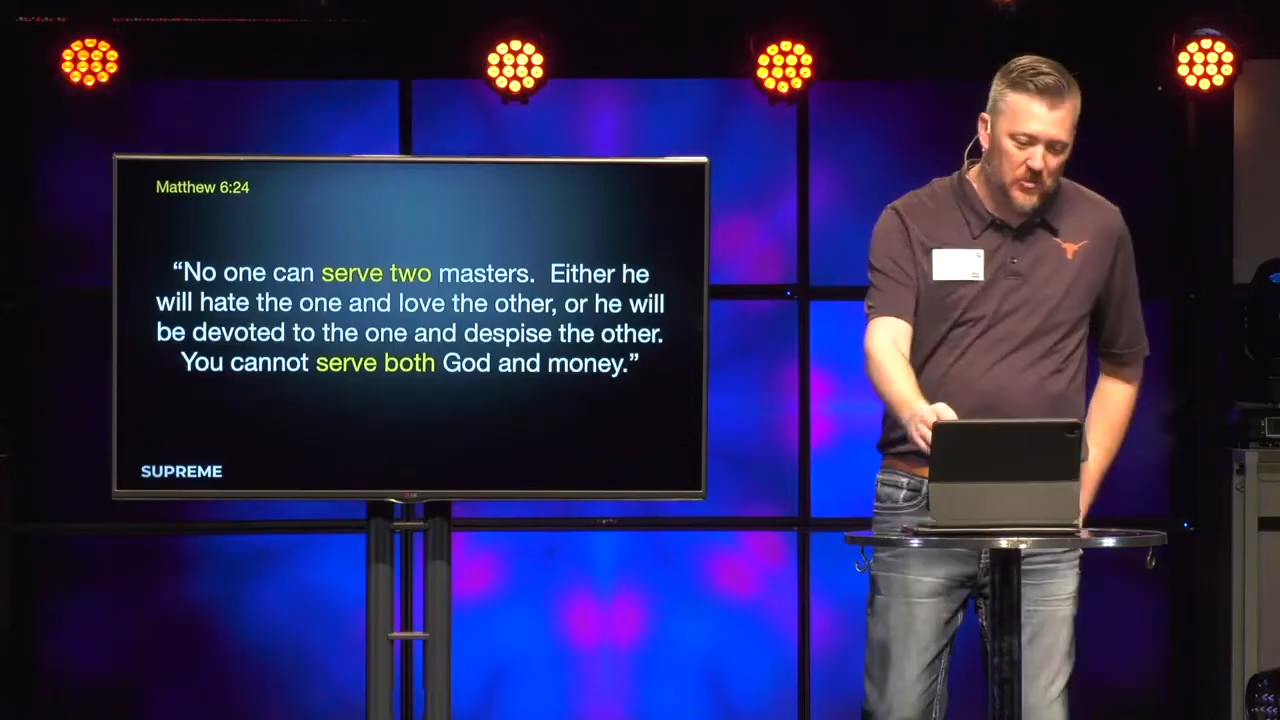 Matthew 6:24
“No one can serve two masters.  Either he
will hate the one and love the other, or he will
be devoted to the one and despise the other.
You cannot serve both God and money.”
SUPREME